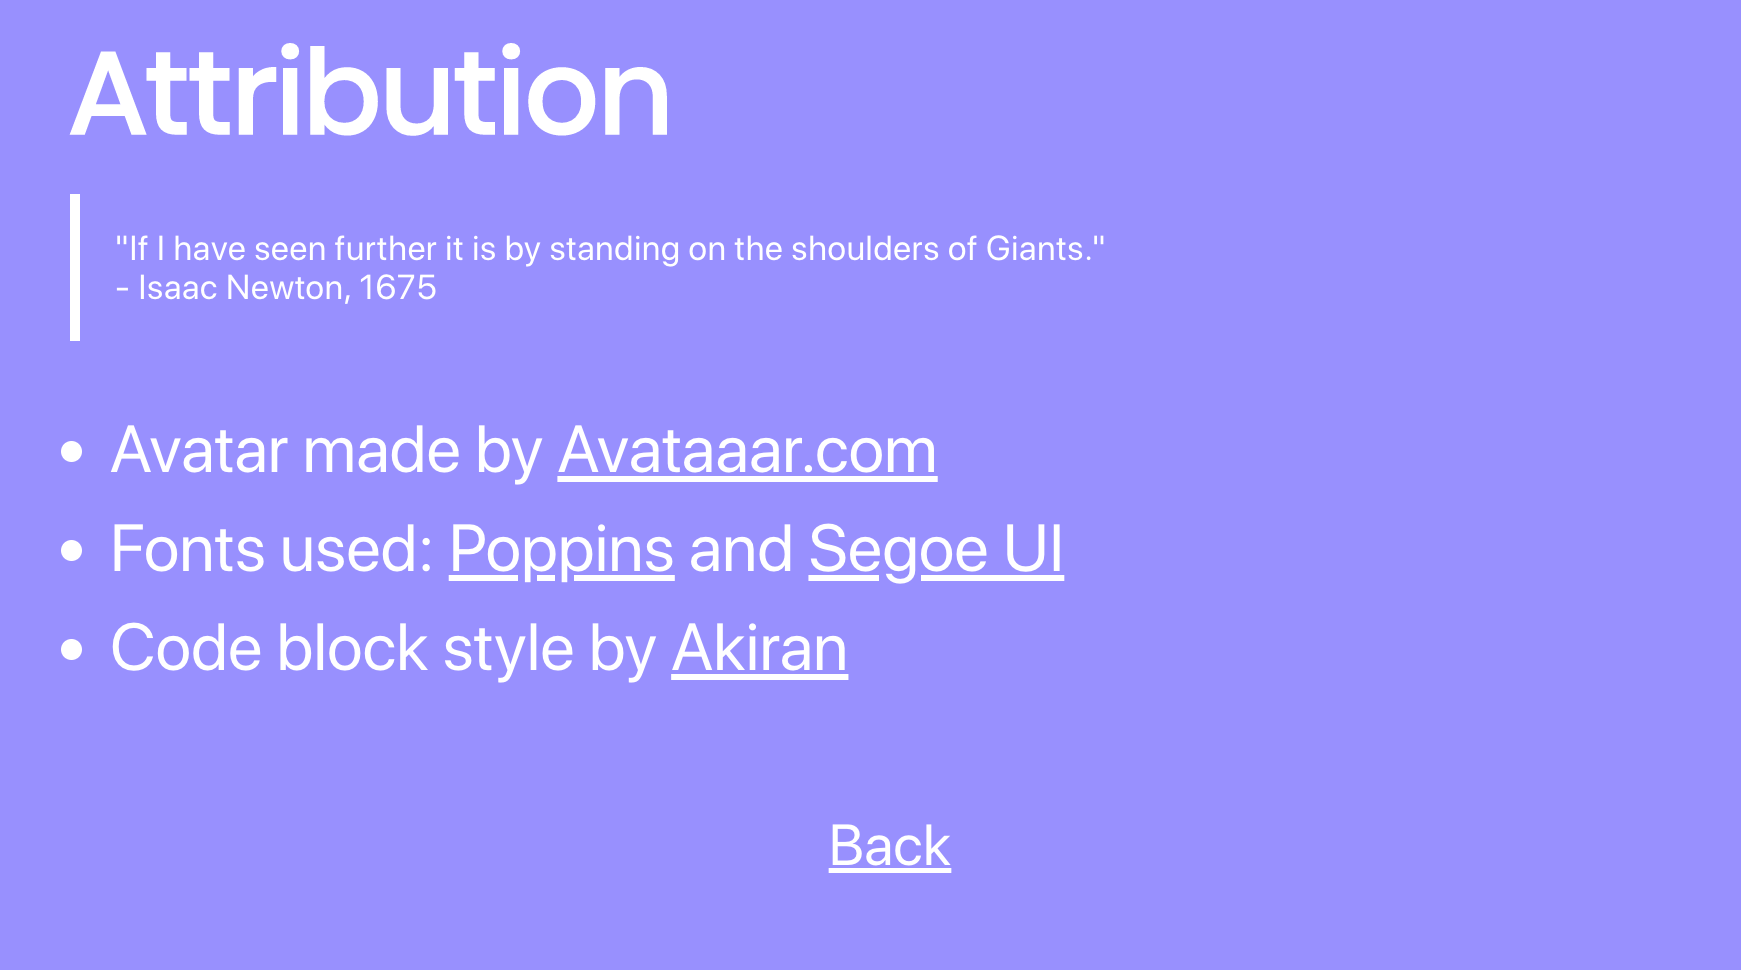 Attribution
"If I have seen further it is by standing on the shoulders of Giants."
- Isaac Newton, 1675
• Avatar made by Avataaar.com
• Fonts used: Poppins and Segoe UI
• Code block style by Akiran
Back